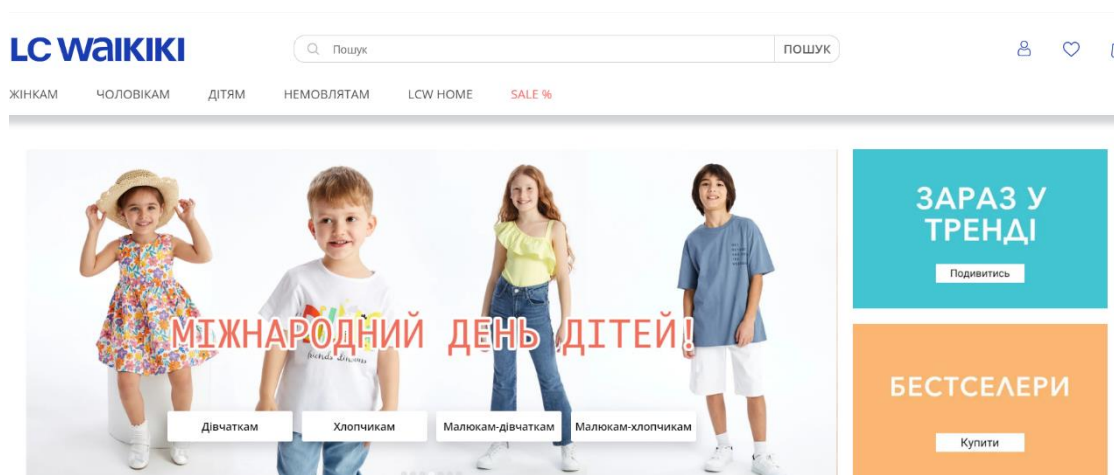 LC WAIKIKI
Пошук
ПОШУК
ЖІНКАМ ЧОЛОВІКАМ ДІТЯМ НЕМОВЛЯТАМ LCW HOME SALE %
МІЖНАРОДНИЙ ДЕНЬ ДІТЕЙ!
Дівчаткам Хлопчикам Малюкам-дівчаткам Малюкам-хлопчикам
ЗАРАЗ У
ТРЕНДІ
Подивитись
БЕСТСЕЛЕРИ
Купити